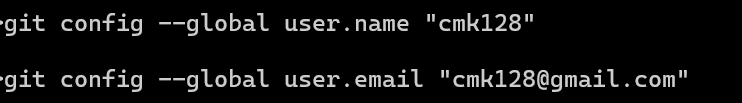 >git config --global user.name "cmk128"
>git config --global user.email "cmk128@gmail.com"